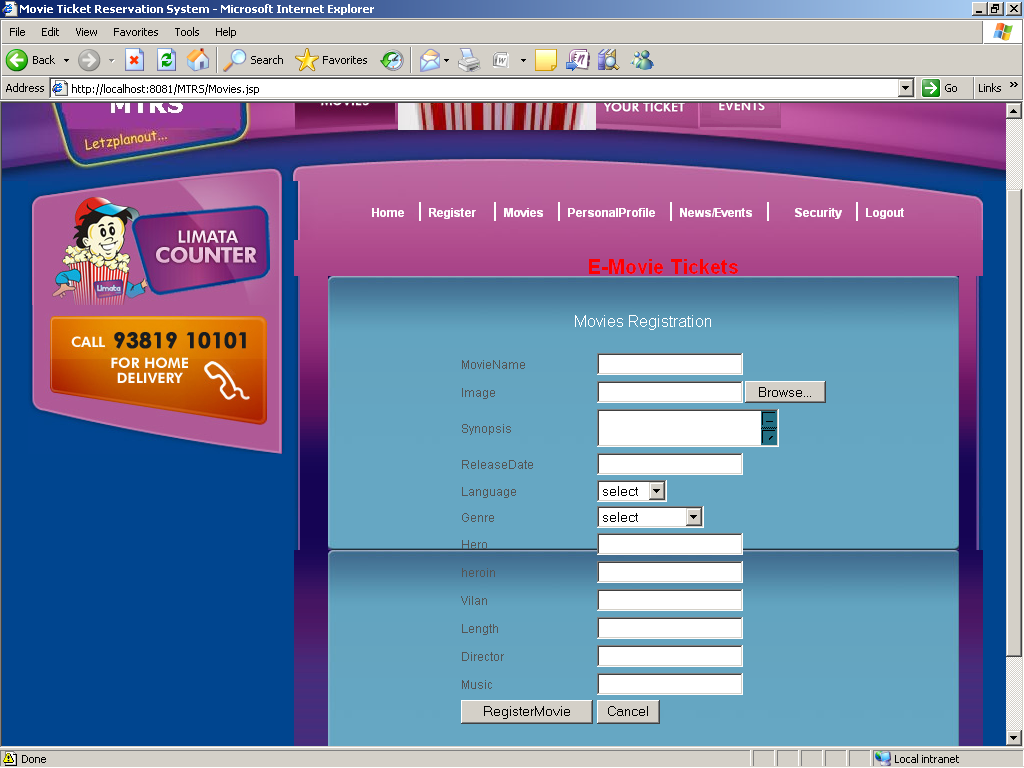 Movie Ticket Reservation System - Microsoft Internet Explorer
File Edit View Favorites Tools Help
Back Search Favorites
Address http://localhost:8081/MTRS/Movies.jsp Go Links »
MTRS
Letzplanout...
MOVIES
YOUR TICKET
EVENTS
LIMATA
COUNTER
Limata
CALL 93819 10101
FOR HOME
DELIVERY
Home Register Movies PersonalProfile News/Events Security Logout
E-Movie Tickets
Movies Registration
MovieName
Image Browse...
Synopsis
ReleaseDate
Language select
Genre select
Hero
heroin
Vilan
Length
Director
Music
RegisterMovie Cancel
Done Local intranet